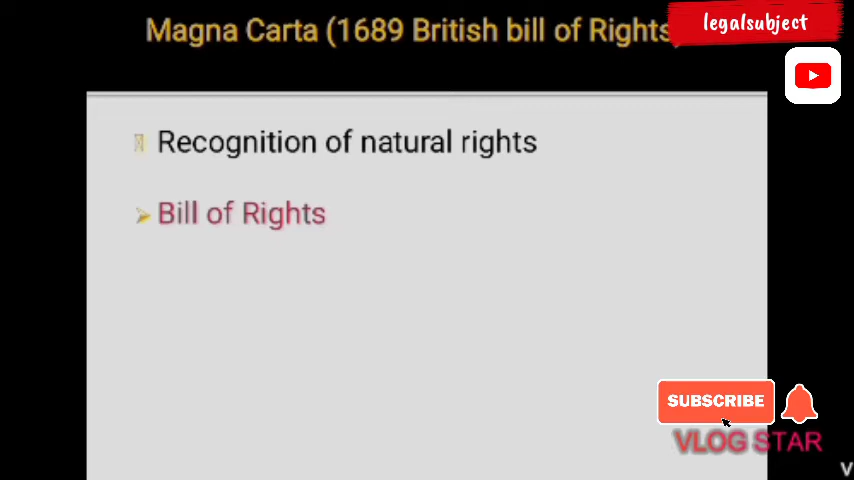 Magna Carta (1689 British bill of Rights
legalsubject
Recognition of natural rights
Bill of Rights
SUBSCRIBE
VLOG STAR
V